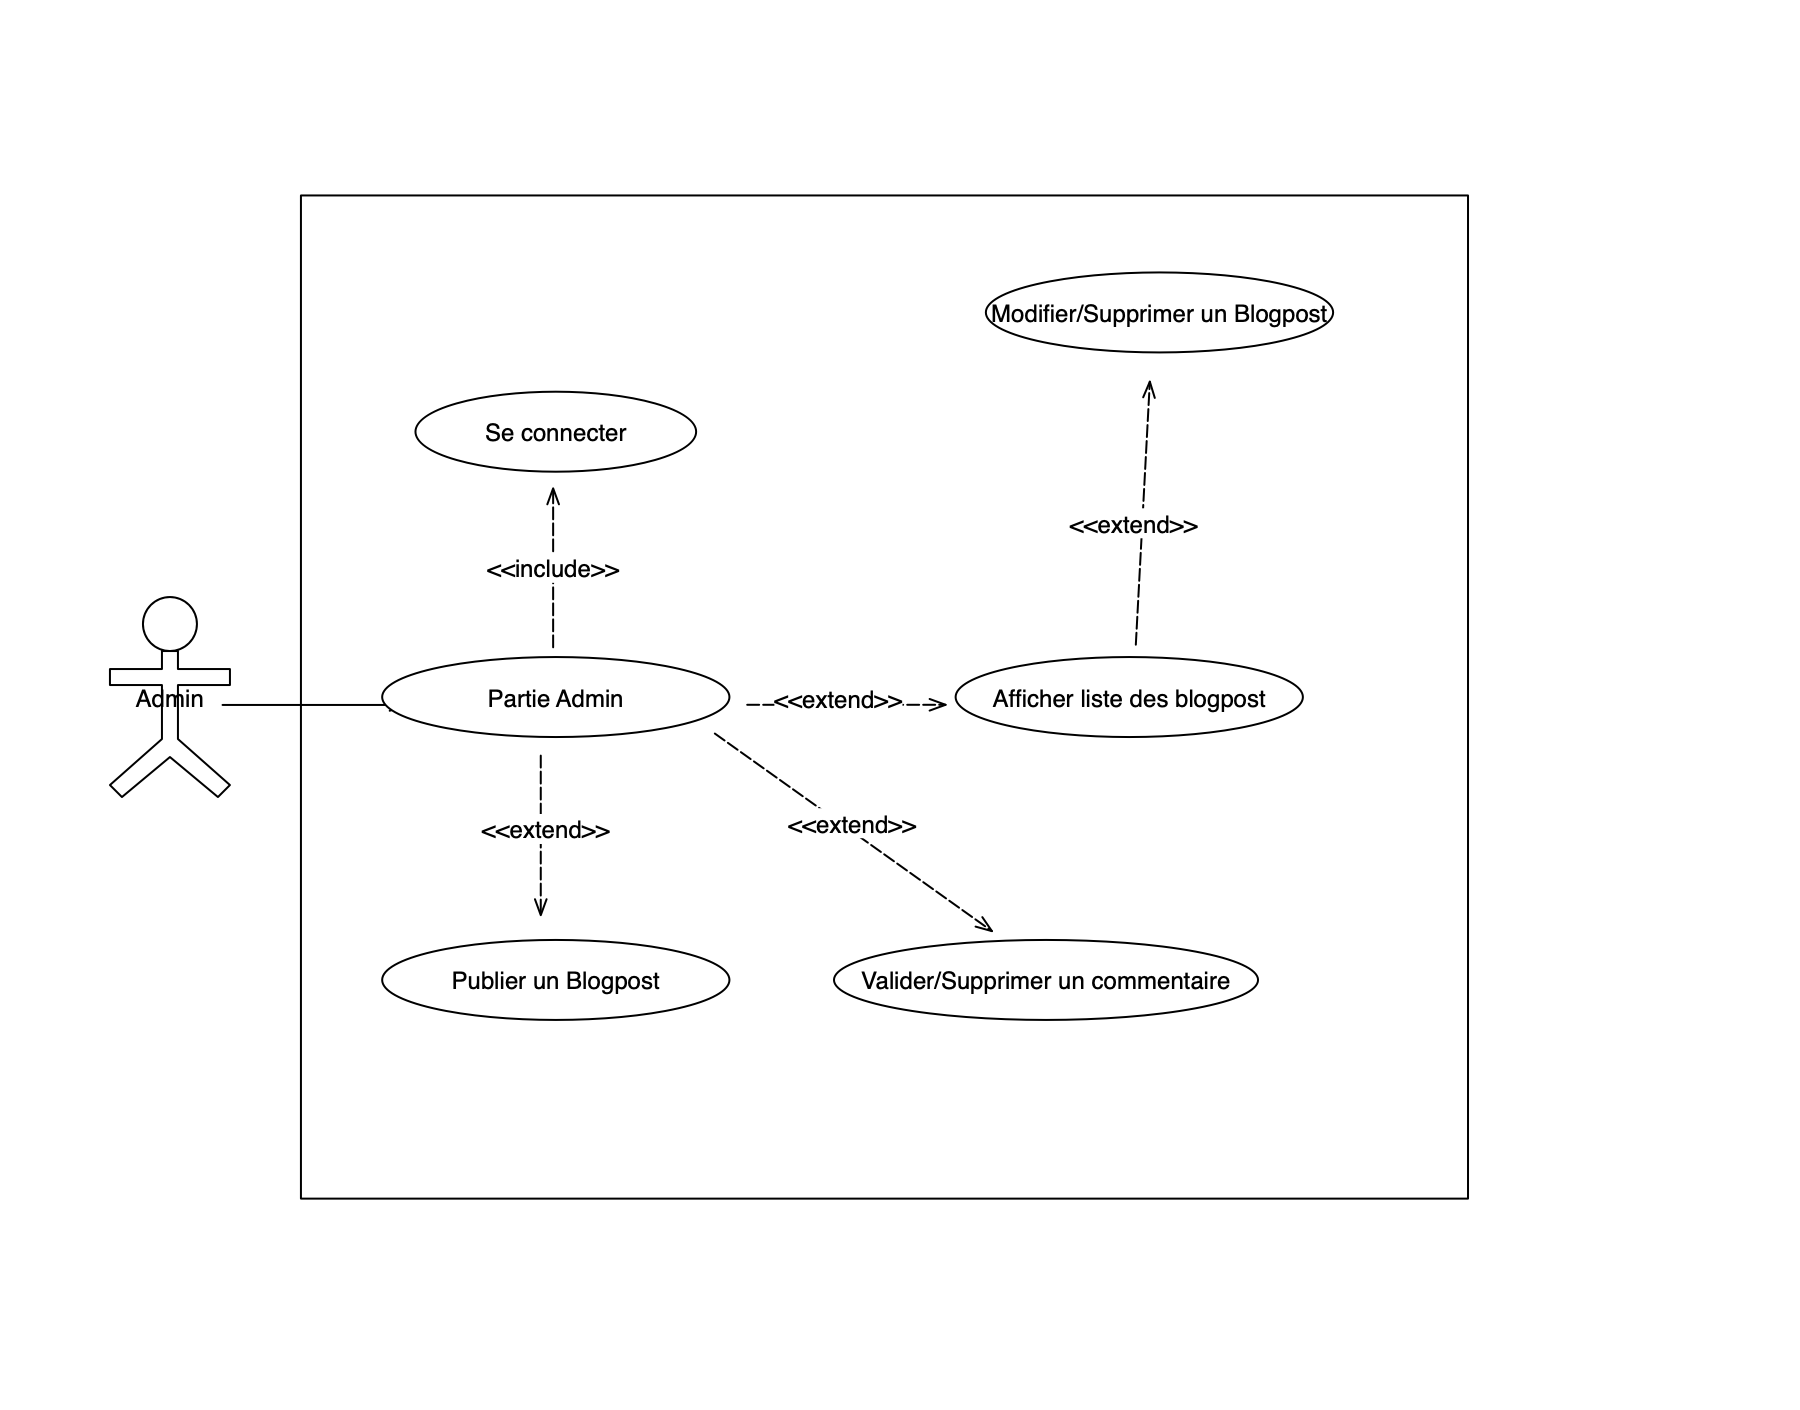 Modifier/Supprimer un Blogpost
Se connecter
<<extend>>
<<include>>
Admin
Partie Admin
<<extend>>
Afficher liste des blogpost
<<extend>>
<<extend>>
Publier un Blogpost
Valider/Supprimer un commentaire